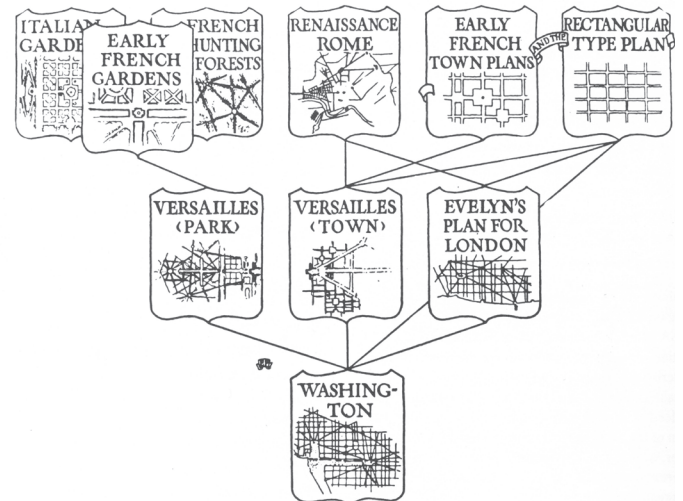 ITALIAN
GARDE
EARLY
FRENCH
GARDENS
FRENCH
HUNTING
FORESTS
RENAISSANCE
ROME
EARLY
FRENCH
TOWN PLANS
AND THE
RECTANGULAR
TYPE PLAN
VERSAILLES
(PARK)
VERSAILLES
(TOWN)
EVELYN'S
PLAN FOR
LONDON
WASHING-
TON